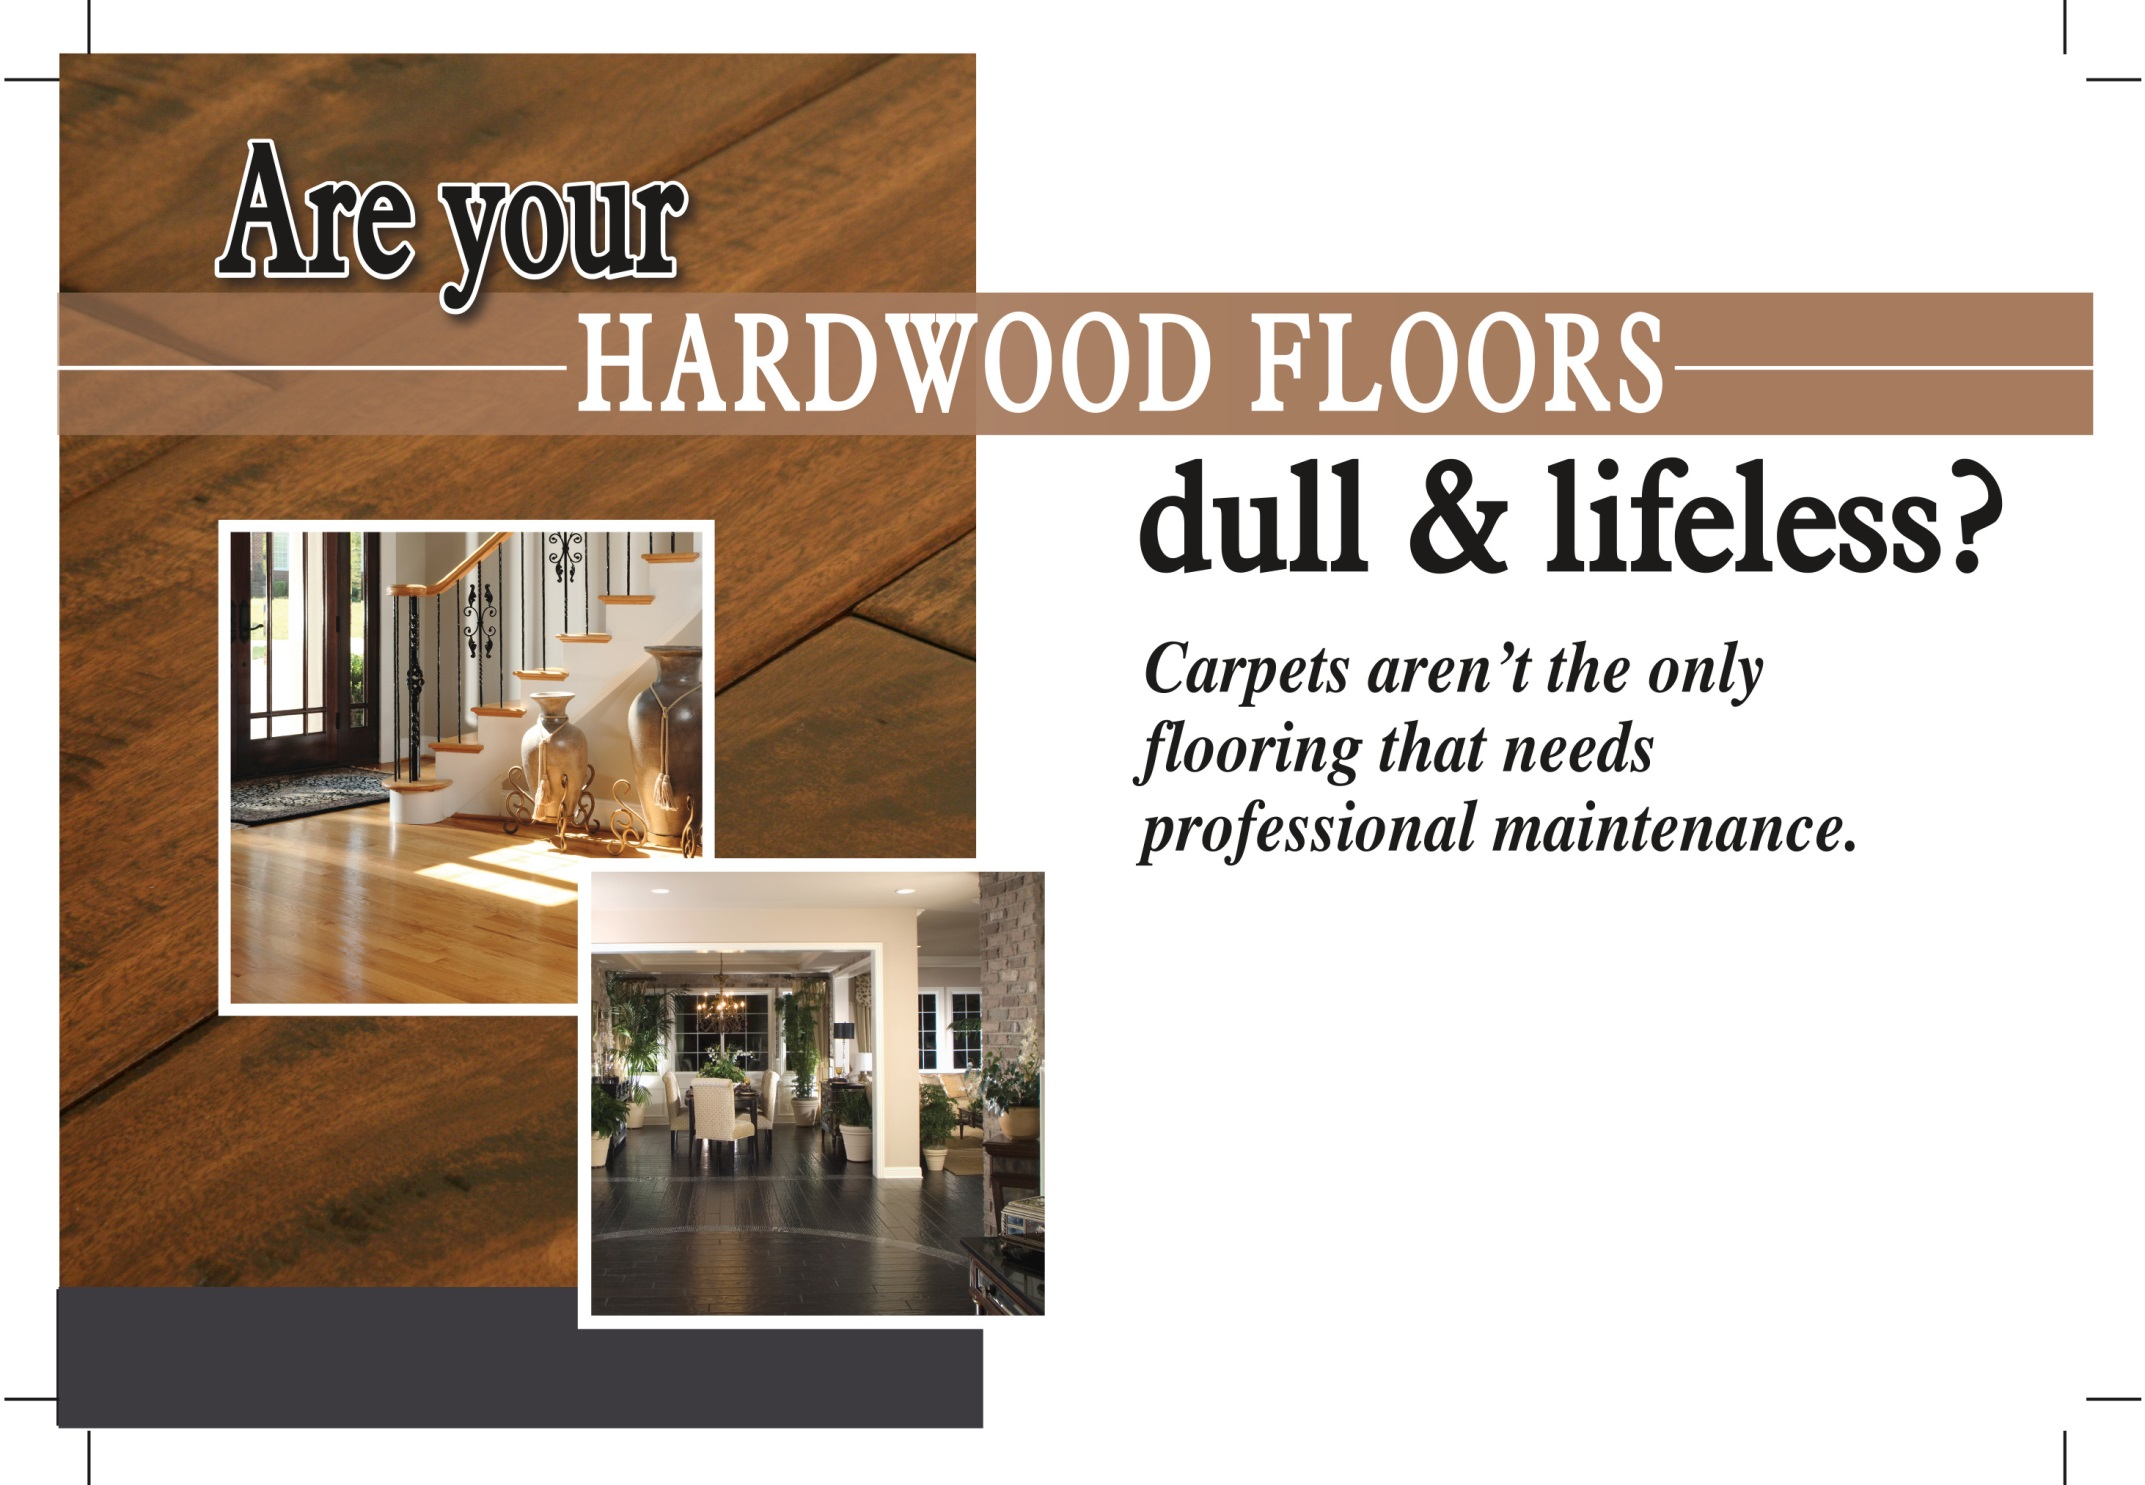 Are your
HARDWOOD FLOORS
dull & lifeless?
Carpets aren’t the only
flooring that needs
professional maintenance.